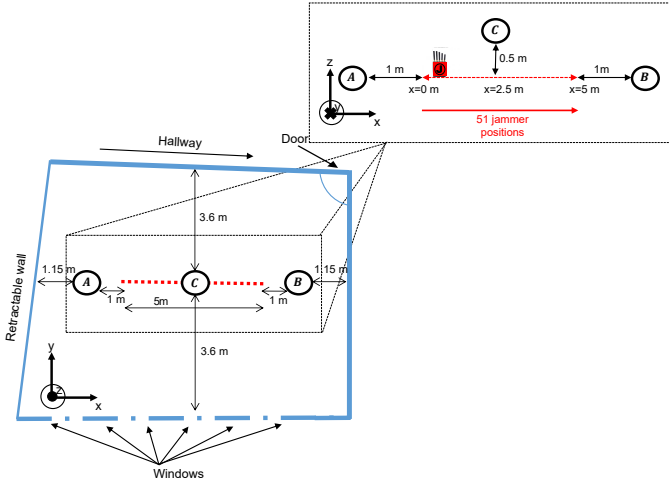 C
0.5 m
z
A
1 m
1m
B
x=0 m
x=2.5 m
x=5 m
y
x
51 jammer
positions
Hallway
Door
3.6 m
Retractable wall
1.15 m
A
C
B
1.15 m
1 m
5m
1 m
3.6 m
y
z
x
Windows